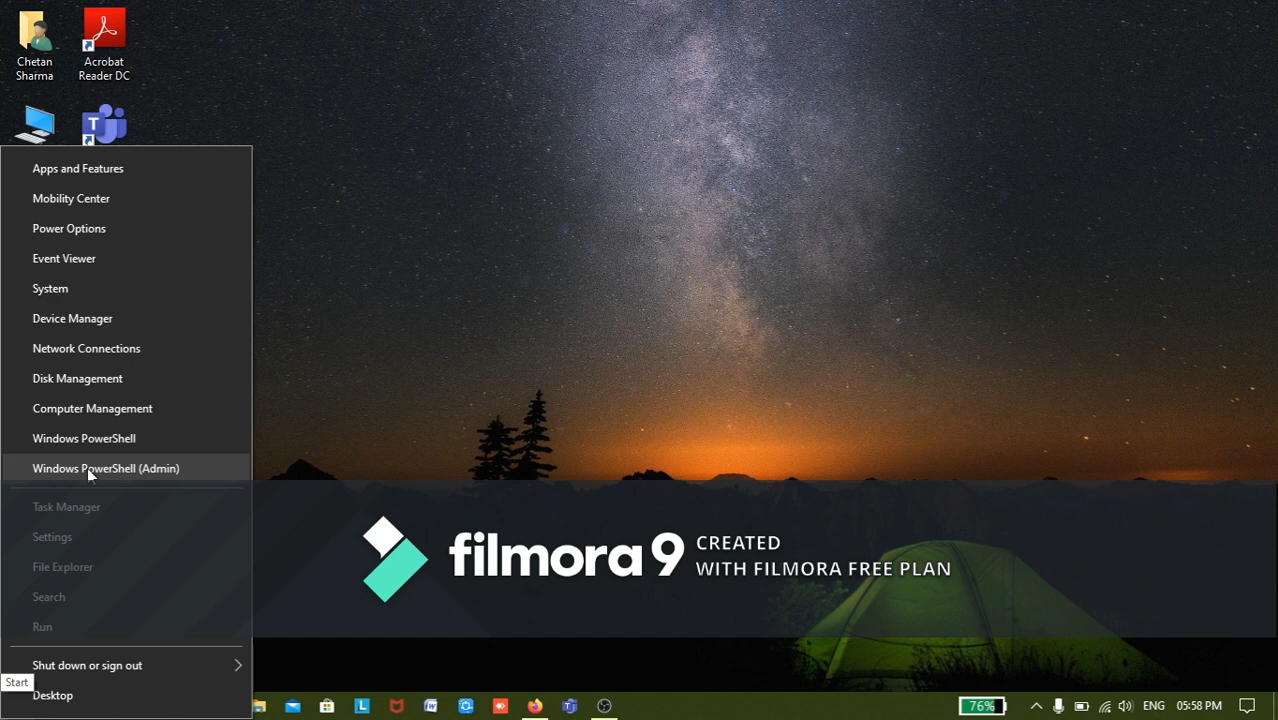 Chetan
Sharma
Acrobat
Reader DC
T
Apps and Features
Mobility Center
Power Options
Event Viewer
System
Device Manager
Network Connections
Disk Management
Computer Management
Windows PowerShell
Windows PowerShell (Admin)
Task Manager
Settings
File Explorer
Search
Run
Shut down or sign out
Start
Desktop
filmora 9
CREATED
WITH FILMORA FREE PLAN
L
W
T
76%
ENG
05:58 PM